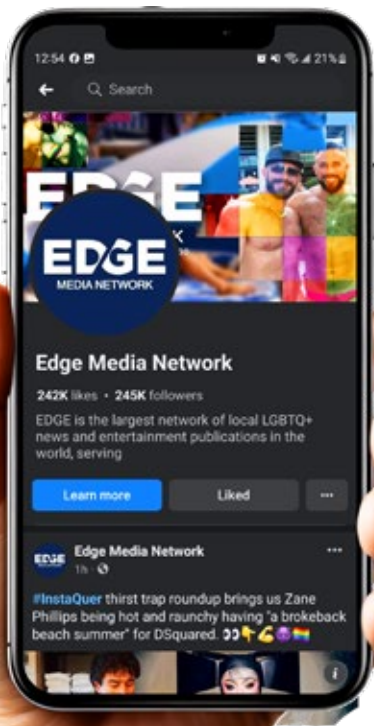 12:54
21%
Search
EDGE
EDGE
MEDIA NETWORK
Edge Media Network
242K likes • 245K followers
EDGE is the largest network of local LGBTQ+
news and entertainment publications in the
world, serving
Learn more
Liked
EDGE
Edge Media Network
1h
#InstaQuer thirst trap roundup brings us Zane
Phillips being hot and raunchy having "a brokeback
beach summer" for DSquared.